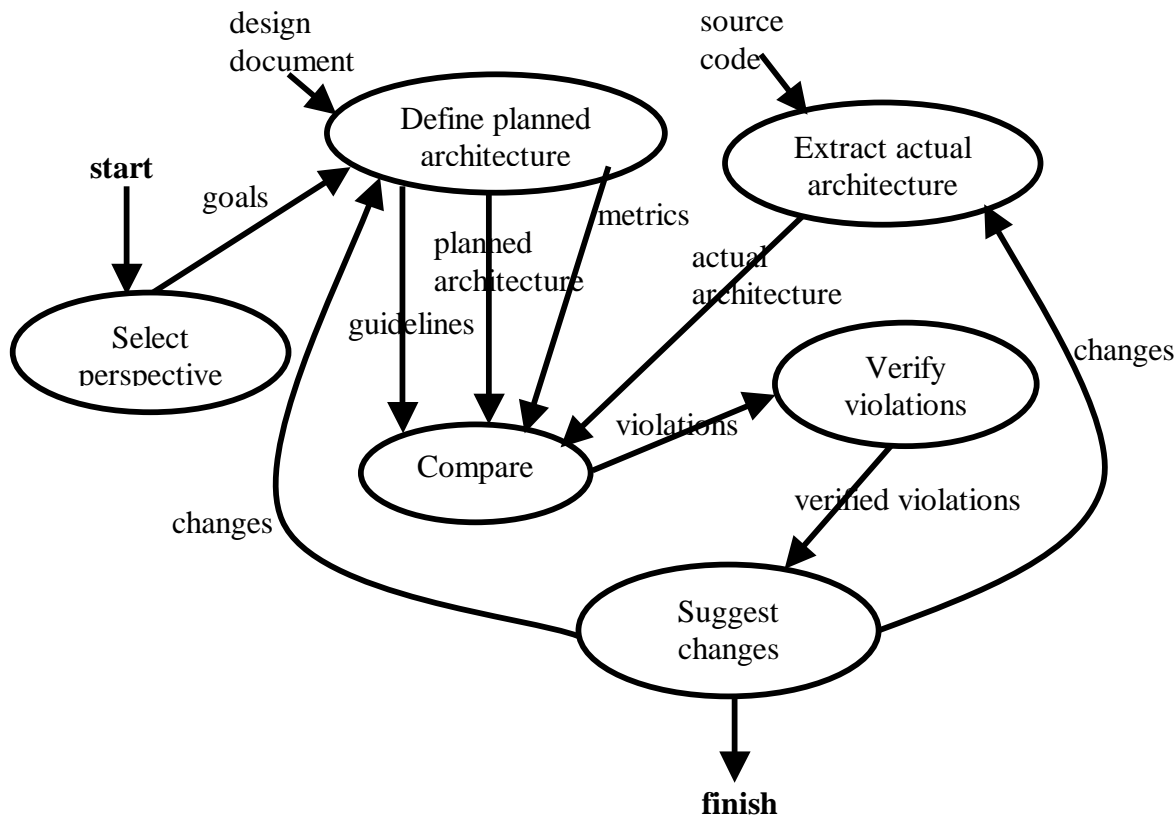 design
document
source
code
Define planned
architecture
Extract actual
architecture
start
goals
metrics
planned
architecture
actual
architecture
guidelines
Select
perspective
changes
Verify
violations
violations
Compare
verified violations
changes
Suggest
changes
finish